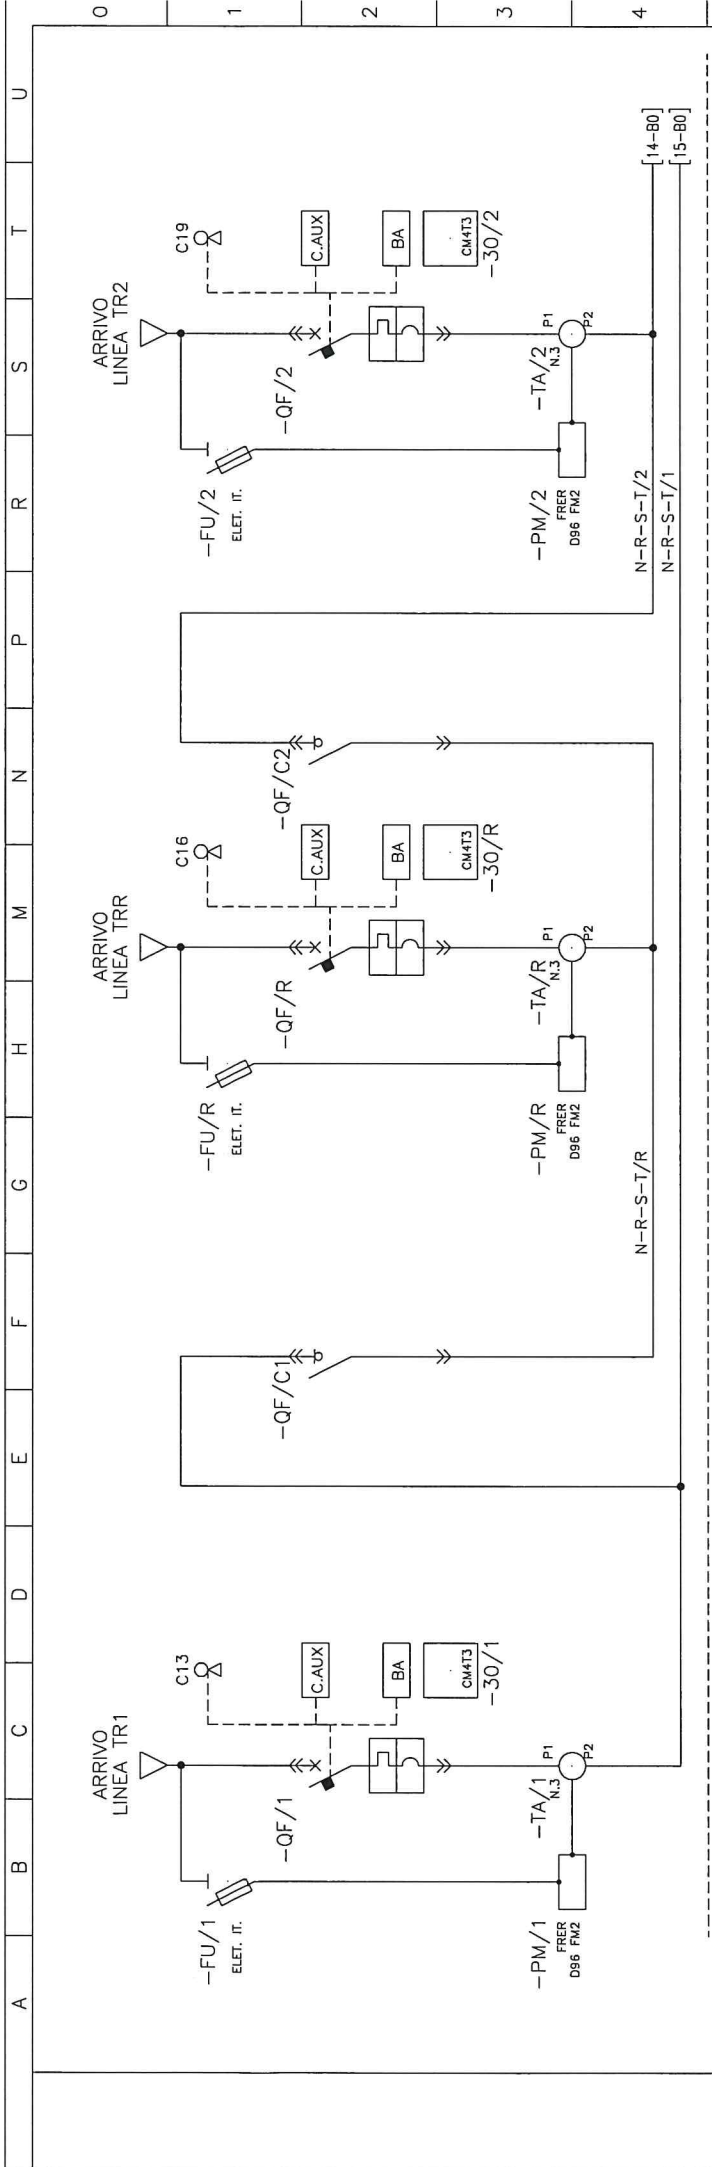 A B C D E F G H M N P R S T U
0
1
2
3
4
ARRIVO
LINEA TR1
C13
-FU/1
ELET. IT.
-QF/1
C.AUX
BA
CM4T3
-30/1
-TA/1
N.3
P1
P2
-PM/1
FRER
D96 FM2
-QF/C1
N-R-S-T/R
ARRIVO
LINEA TRR
C16
-FU/R
ELET. IT.
-QF/R
C.AUX
BA
CM4T3
-30/R
-TA/R
N.3
P1
P2
-PM/R
FRER
D96 FM2
-QF/C2
ARRIVO
LINEA TR2
C19
-FU/2
ELET. IT.
-QF/2
C.AUX
BA
CM4T3
-30/2
-TA/2
N.3
P1
P2
-PM/2
FRER
D96 FM2
N-R-S-T/2
N-R-S-T/1
[14-B0]
[15-B0]